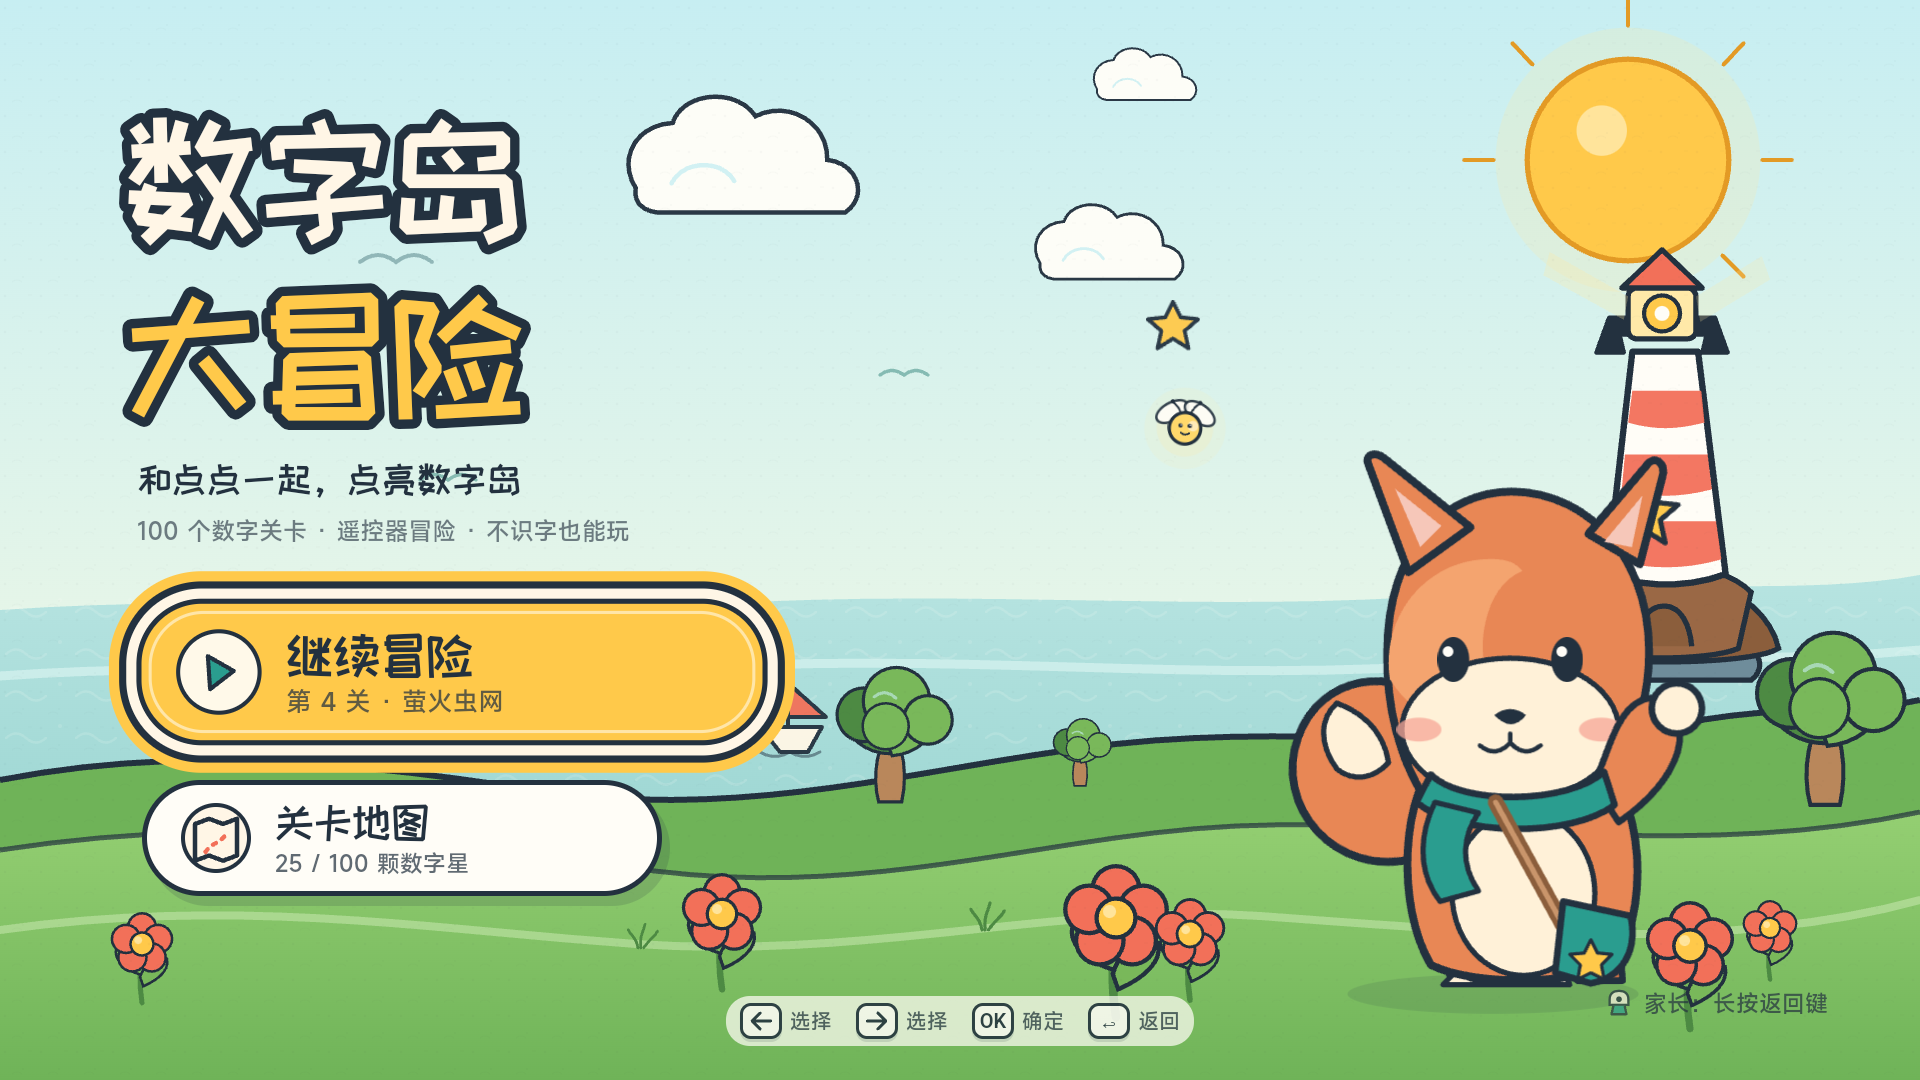 数字岛
大冒险
和点点一起，点亮数字岛
100 个数字关卡 · 遥控器冒险 · 不识字也能玩
继续冒险
第 4 关 · 萤火虫网
关卡地图
25 / 100 颗数字星
← 选择 → 选择 OK 确定 ↩ 返回
家长：长按返回键